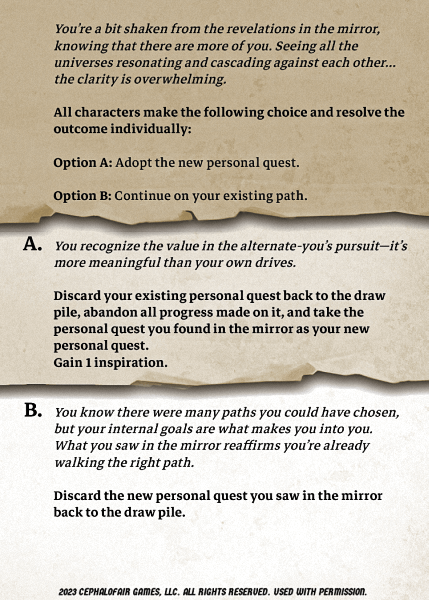 You're a bit shaken from the revelations in the mirror,
knowing that there are more of you. Seeing all the
universes resonating and cascading against each other...
the clarity is overwhelming.
All characters make the following choice and resolve the
outcome individually:
Option A: Adopt the new personal quest.
Option B: Continue on your existing path.
A. You recognize the value in the alternate-you's pursuit—it's
more meaningful than your own drives.
Discard your existing personal quest back to the draw
pile, abandon all progress made on it, and take the
personal quest you found in the mirror as your new
personal quest.
Gain 1 inspiration.
B. You know there were many paths you could have chosen,
but your internal goals are what makes you into you.
What you saw in the mirror reaffirms you're already
walking the right path.
Discard the new personal quest you saw in the mirror
back to the draw pile.
2023 CEPHALOFAIR GAMES, LLC. ALL RIGHTS RESERVED. USED WITH PERMISSION.